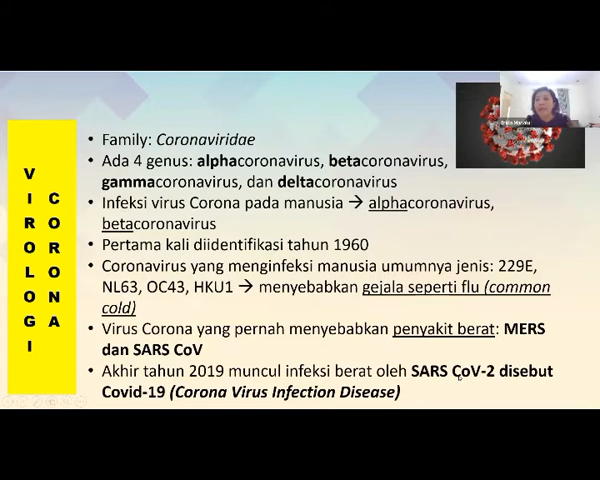 VIROLOGI
CORONA
• Family: Coronaviridae
• Ada 4 genus: alphacoronavirus, betacoronavirus,
gammacoronavirus, dan deltacoronavirus
• Infeksi virus Corona pada manusia → alphacoronavirus,
betacoronavirus
• Pertama kali diidentifikasi tahun 1960
• Coronavirus yang menginfeksi manusia umumnya jenis: 229E,
NL63, OC43, HKU1 → menyebabkan gejala seperti flu (common
cold)
• Virus Corona yang pernah menyebabkan penyakit berat: MERS
dan SARS CoV
• Akhir tahun 2019 muncul infeksi berat oleh SARS CoV-2 disebut
Covid-19 (Corona Virus Infection Disease)